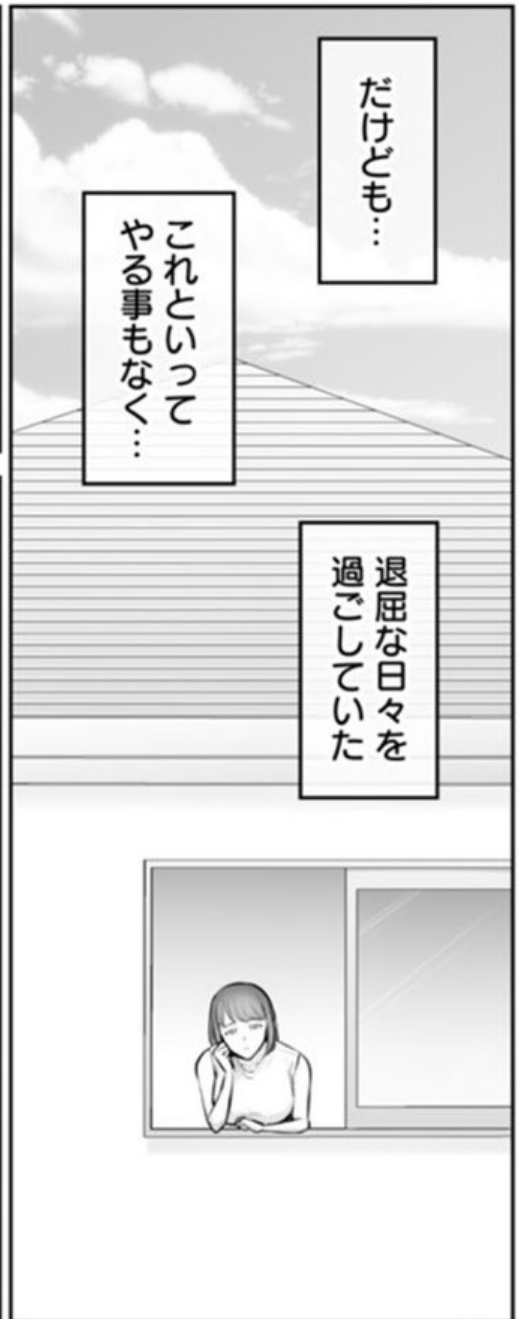 だけども…
これといって
やる事もなく…
退屈な日々を
過ごしていた